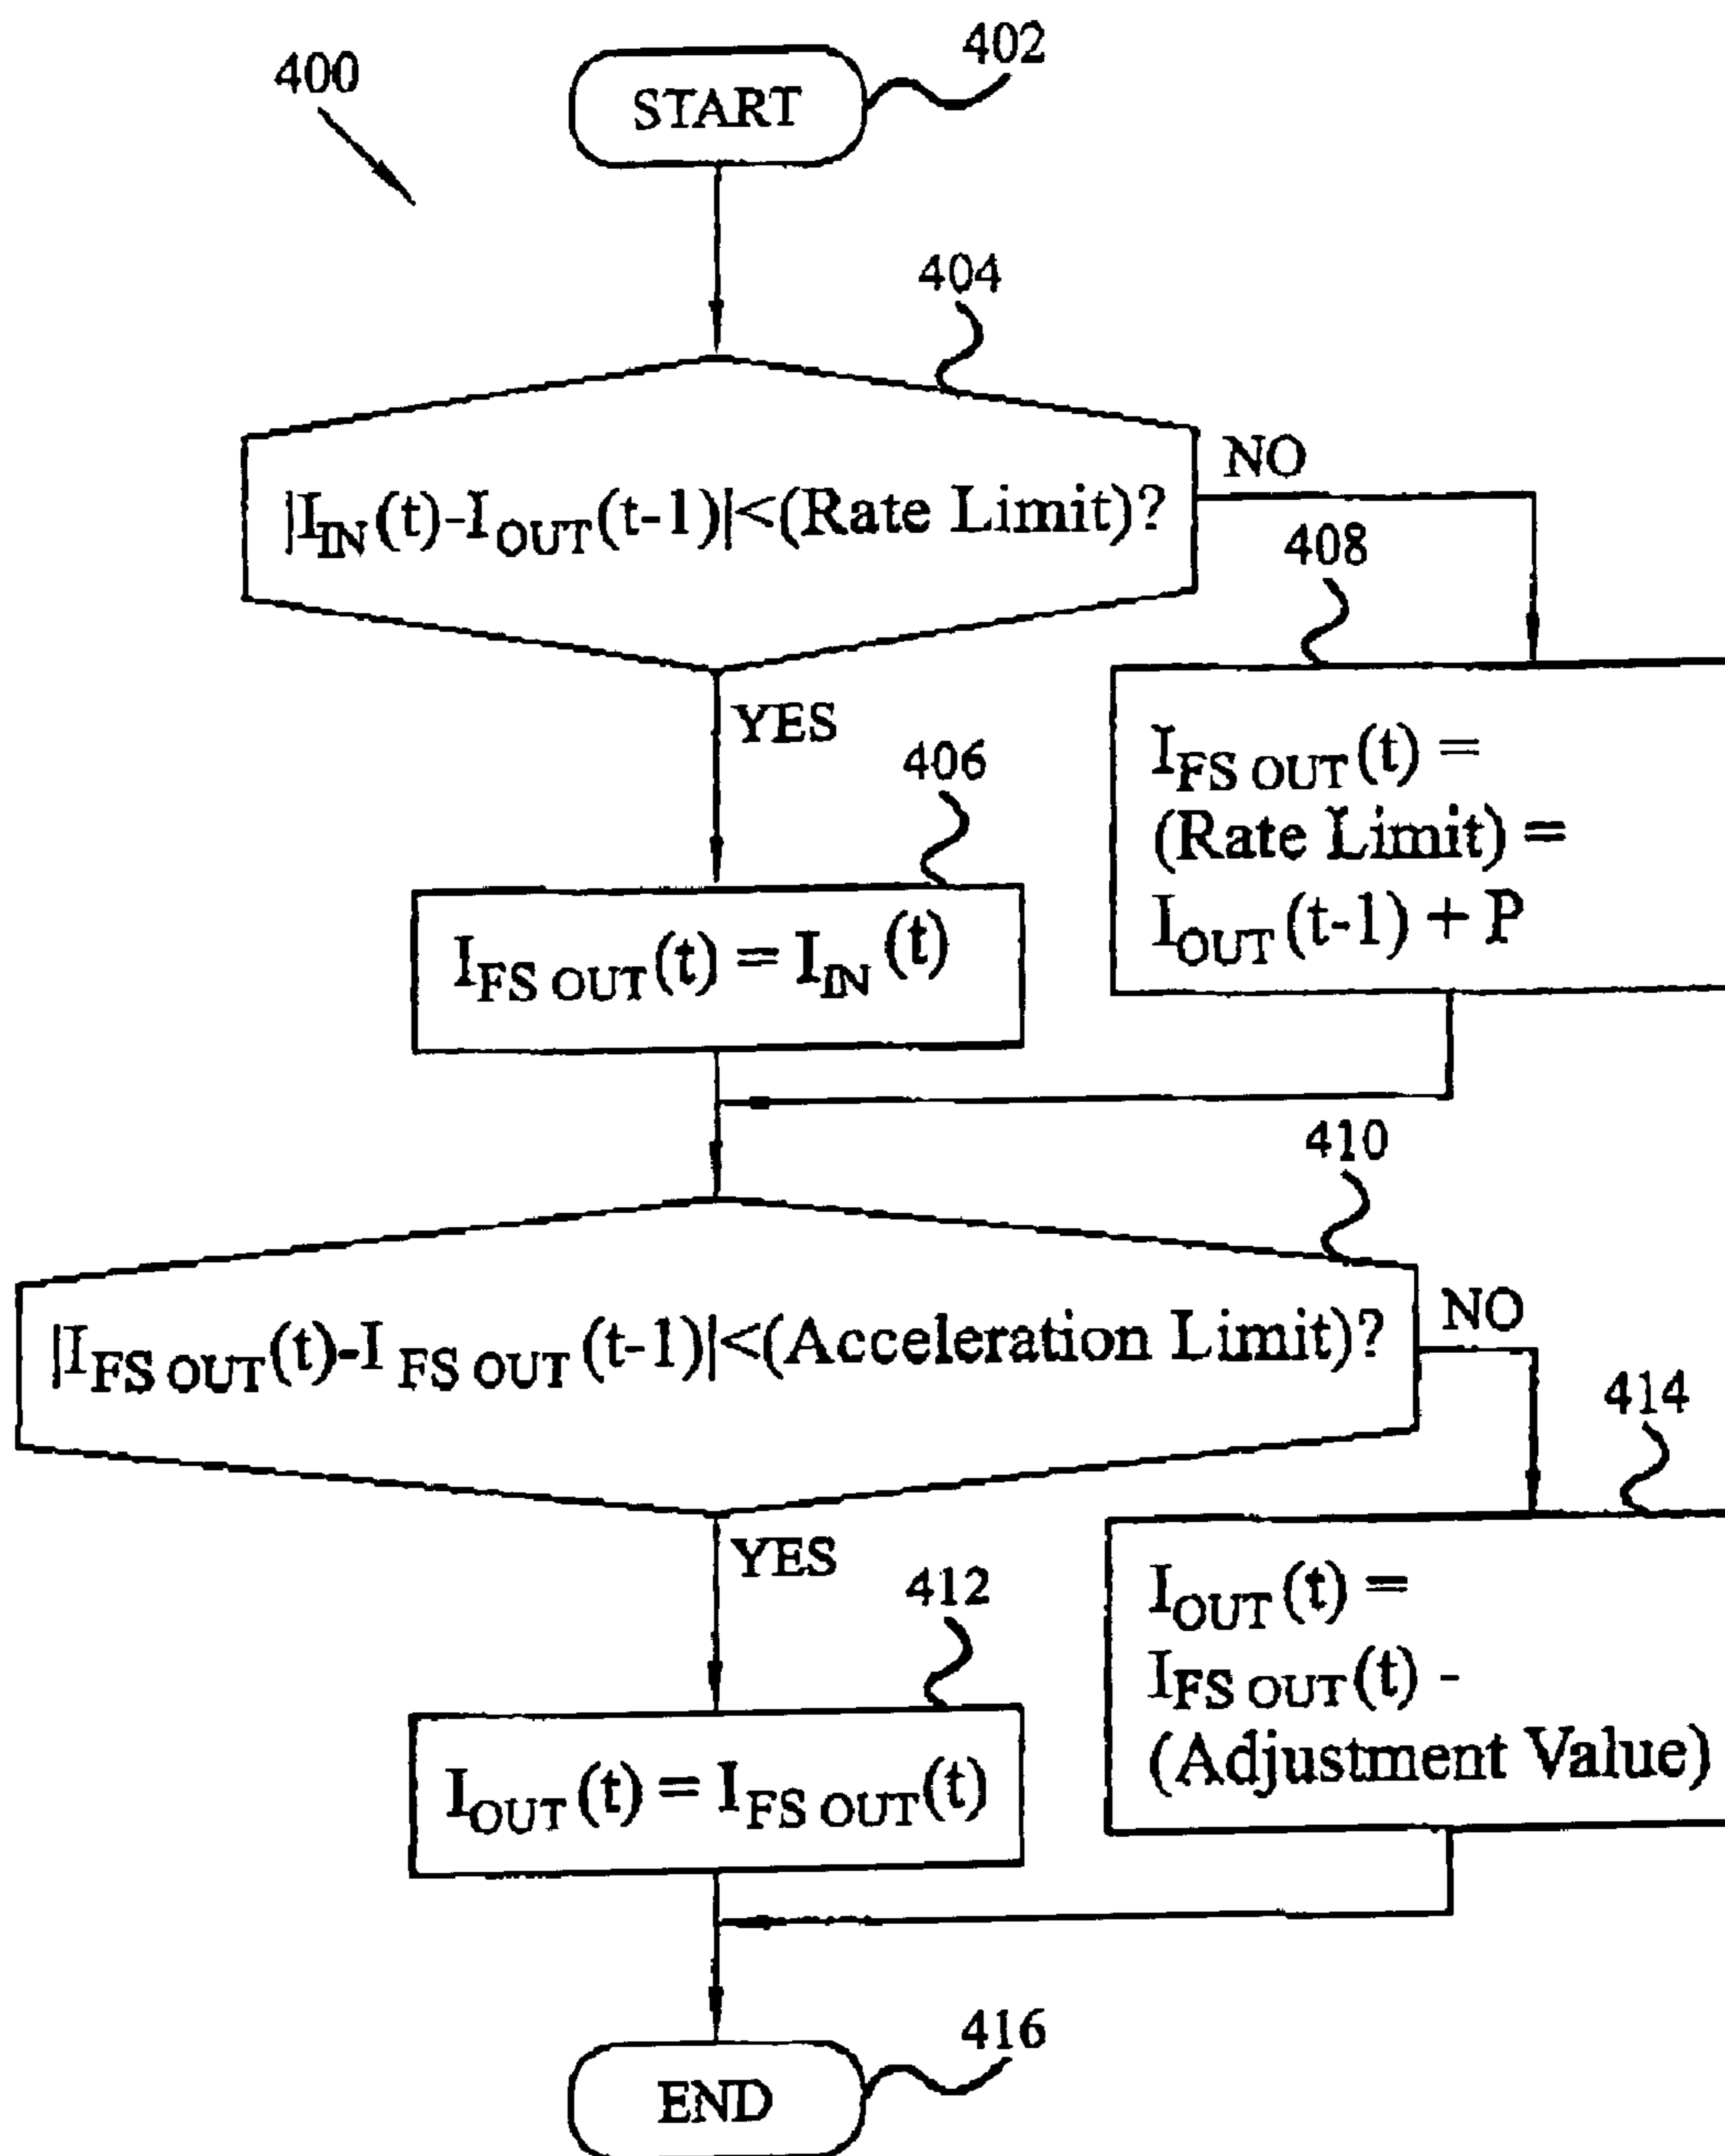 400
402
START
404
|I_IN(t)-I_OUT(t-1)|<(Rate Limit)?
NO
YES
408
I_FS OUT(t) =
(Rate Limit) =
I_OUT(t-1) + P
406
I_FS OUT(t) = I_IN(t)
410
|I_FS OUT(t)-I_FS OUT(t-1)|<(Acceleration Limit)?
NO
YES
414
I_OUT(t) =
I_FS OUT(t) -
(Adjustment Value)
412
I_OUT(t) = I_FS OUT(t)
416
END